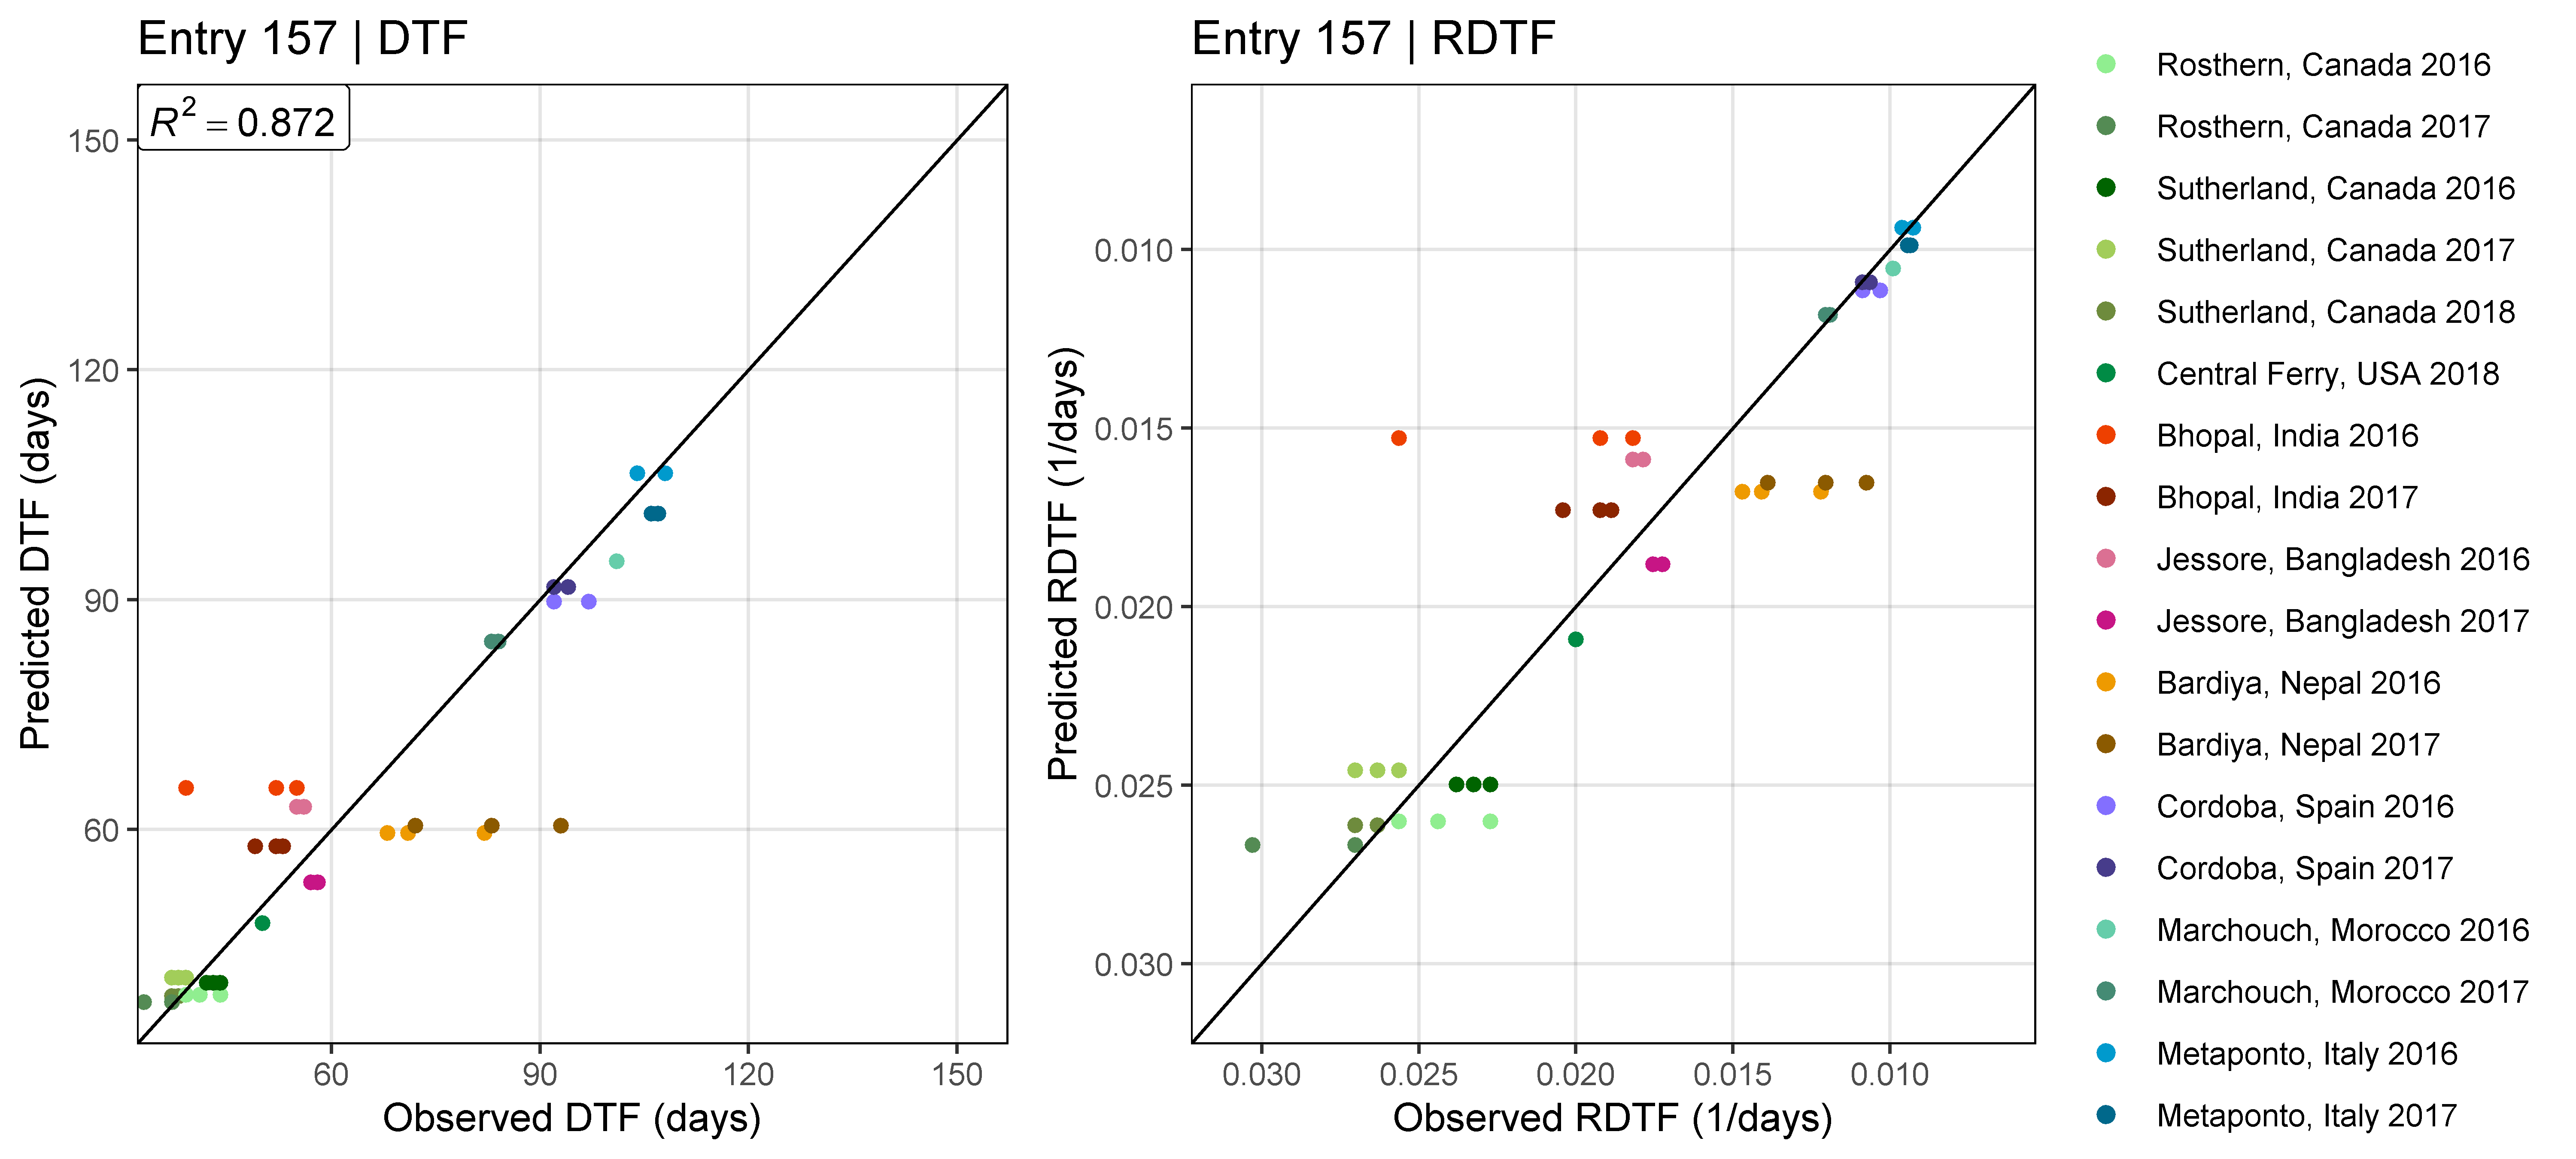 Entry 157 | DTF
R² = 0.872
150
120
90
60
Predicted DTF (days)
60 90 120 150
Observed DTF (days)
Entry 157 | RDTF
0.010
0.015
0.020
0.025
0.030
Predicted RDTF (1/days)
0.030 0.025 0.020 0.015 0.010
Observed RDTF (1/days)
Rosthern, Canada 2016
Rosthern, Canada 2017
Sutherland, Canada 2016
Sutherland, Canada 2017
Sutherland, Canada 2018
Central Ferry, USA 2018
Bhopal, India 2016
Bhopal, India 2017
Jessore, Bangladesh 2016
Jessore, Bangladesh 2017
Bardiya, Nepal 2016
Bardiya, Nepal 2017
Cordoba, Spain 2016
Cordoba, Spain 2017
Marchouch, Morocco 2016
Marchouch, Morocco 2017
Metaponto, Italy 2016
Metaponto, Italy 2017